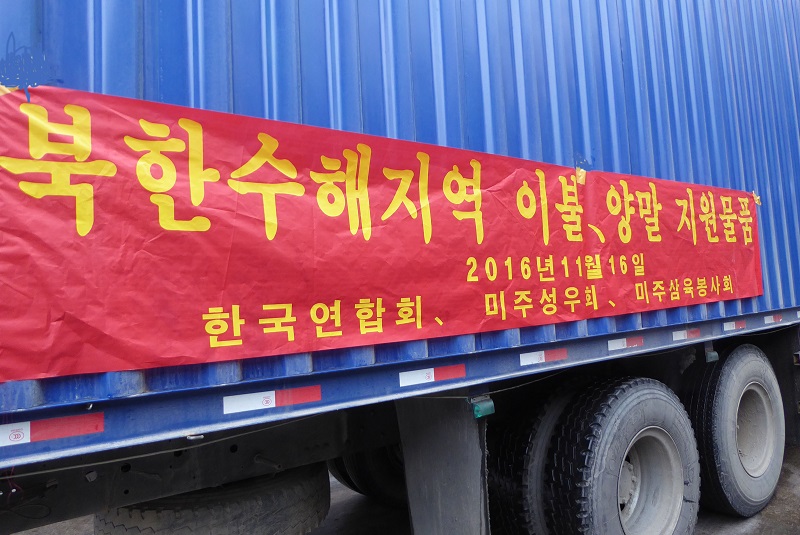 북한수해지역 이불、양말 지원물품
2016년11월16일
한국연합회、 미주성우회、 미주삼육봉사회